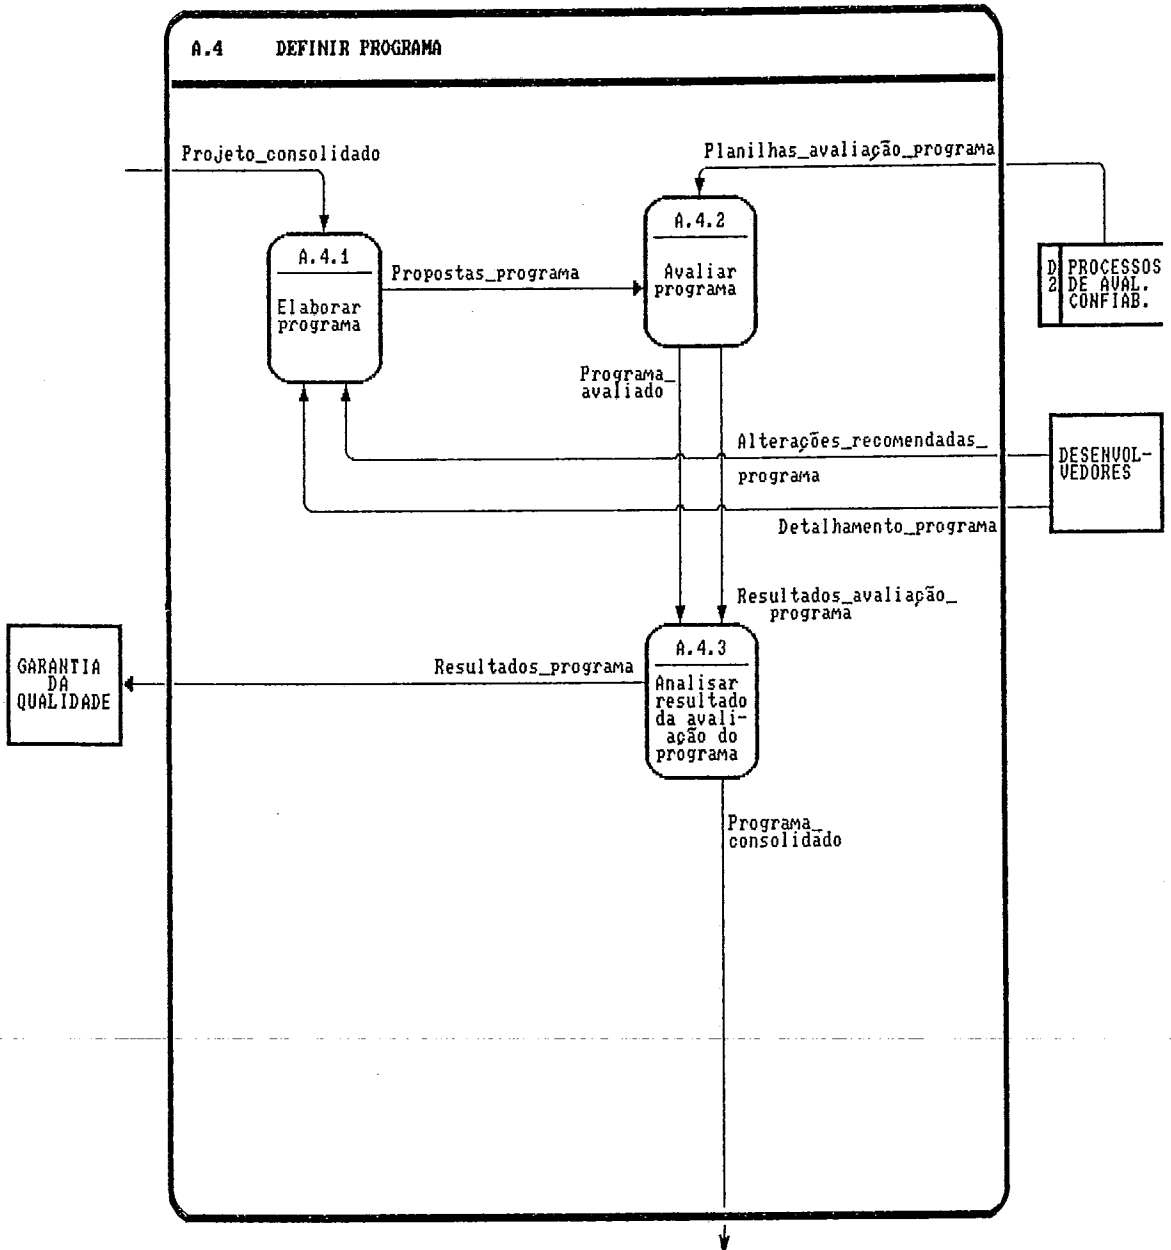 A.4 DEFINIR PROGRAMA
Projeto_consolidado
Planilhas_avaliação_programa
A.4.1
Elaborar
programa
Propostas_programa
A.4.2
Avaliar
programa
D
2
PROCESSOS
DE AVAL.
CONFIAB.
Programa_
avaliado
Alterações_recomendadas_
programa
DESENVOL-
VEDORES
Detalhamento_programa
Resultados_avaliação_
programa
GARANTIA
DA
QUALIDADE
Resultados_programa
A.4.3
Analisar
resultado
da avali-
ação do
programa
Programa_
consolidado